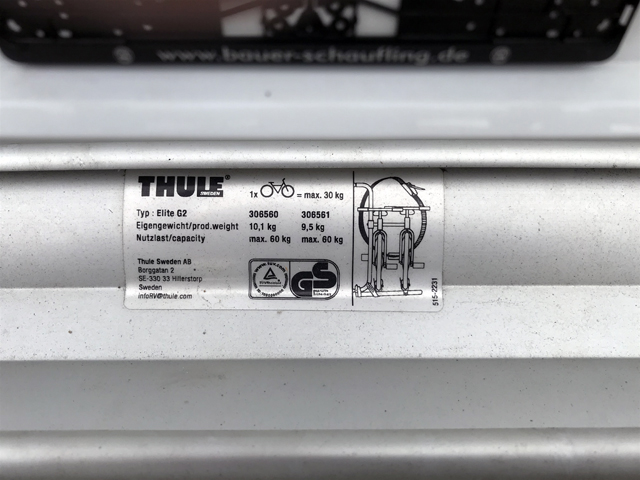 www.bauer-schaufling.de
THULE®
SWEDEN
1x = max. 30 kg
Typ : Elite G2 306560 306561
Eigengewicht/prod.weight 10,1 kg 9,5 kg
Nutzlast/capacity max. 60 kg max. 60 kg
Thule Sweden AB
Borggatan 2
SE-330 33 Hillerstorp
Sweden
infoRV@thule.com
GS
515-2231